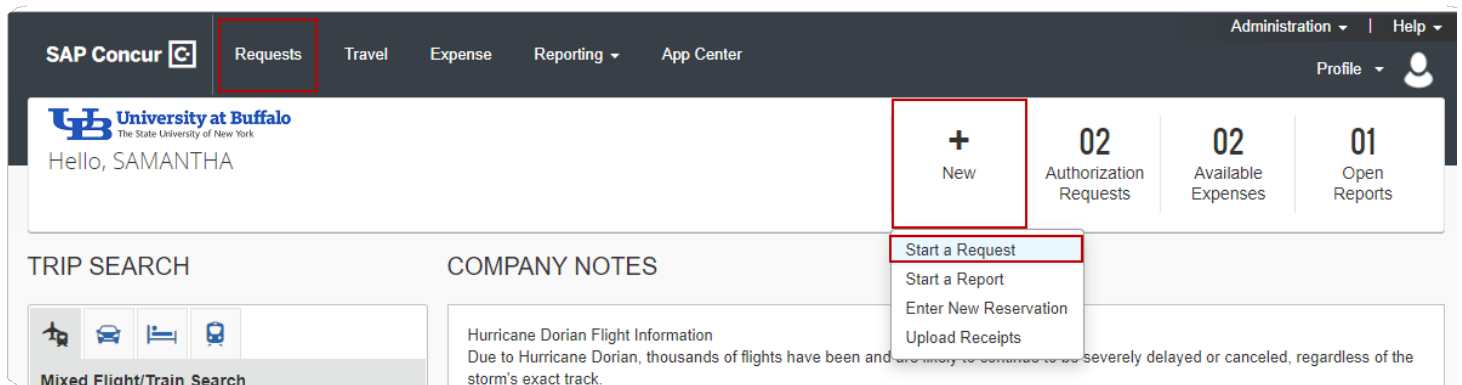 Administration | Help
SAP Concur C Requests Travel Expense Reporting App Center
Profile
UB University at Buffalo
The State University of New York
Hello, SAMANTHA
+ 02 02 01
New Authorization Available Open
Requests Expenses Reports
Start a Request
Start a Report
Enter New Reservation
Upload Receipts
TRIP SEARCH
COMPANY NOTES
Mixed Flight/Train Search
Hurricane Dorian Flight Information
Due to Hurricane Dorian, thousands of flights have been and are likely to continue to be severely delayed or canceled, regardless of the
storm's exact track.